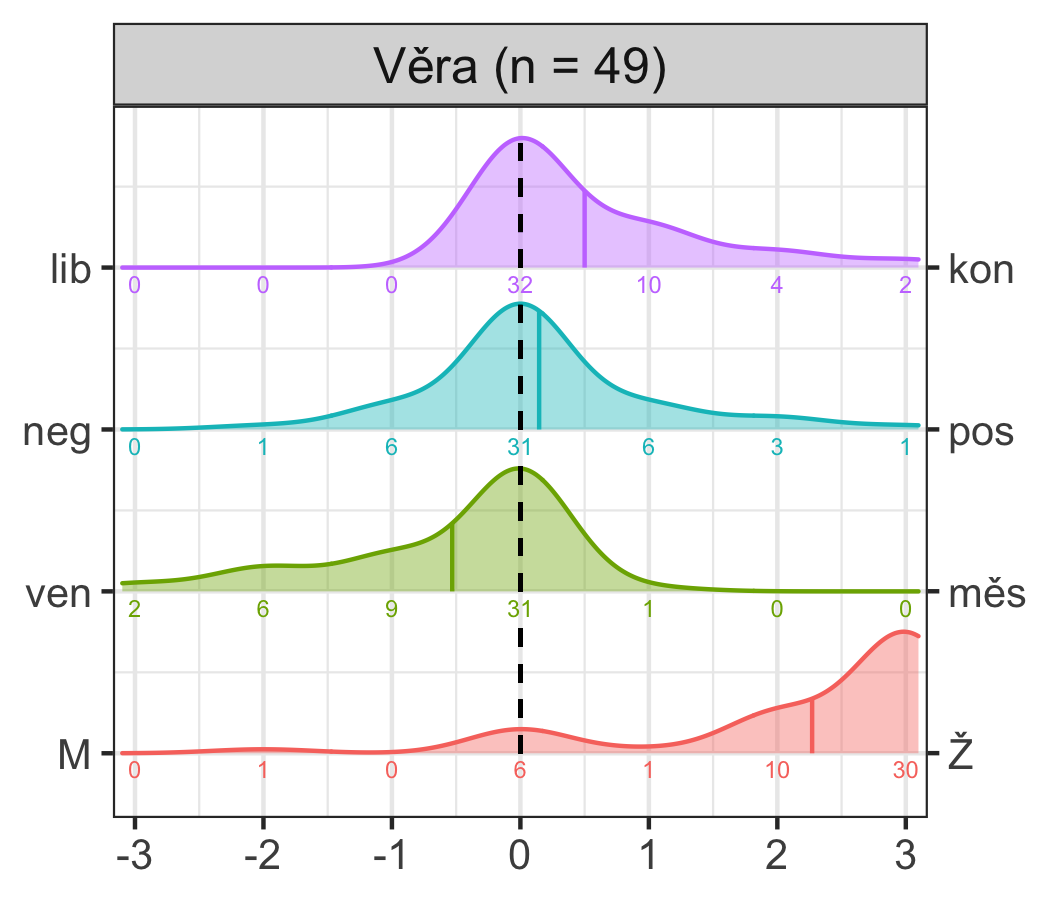 Věra (n = 49)
lib kon
0 0 0 32 10 4 2
neg pos
0 1 6 31 6 3 1
ven měs
2 6 9 31 1 0 0
M Ž
0 1 0 6 1 10 30
-3 -2 -1 0 1 2 3